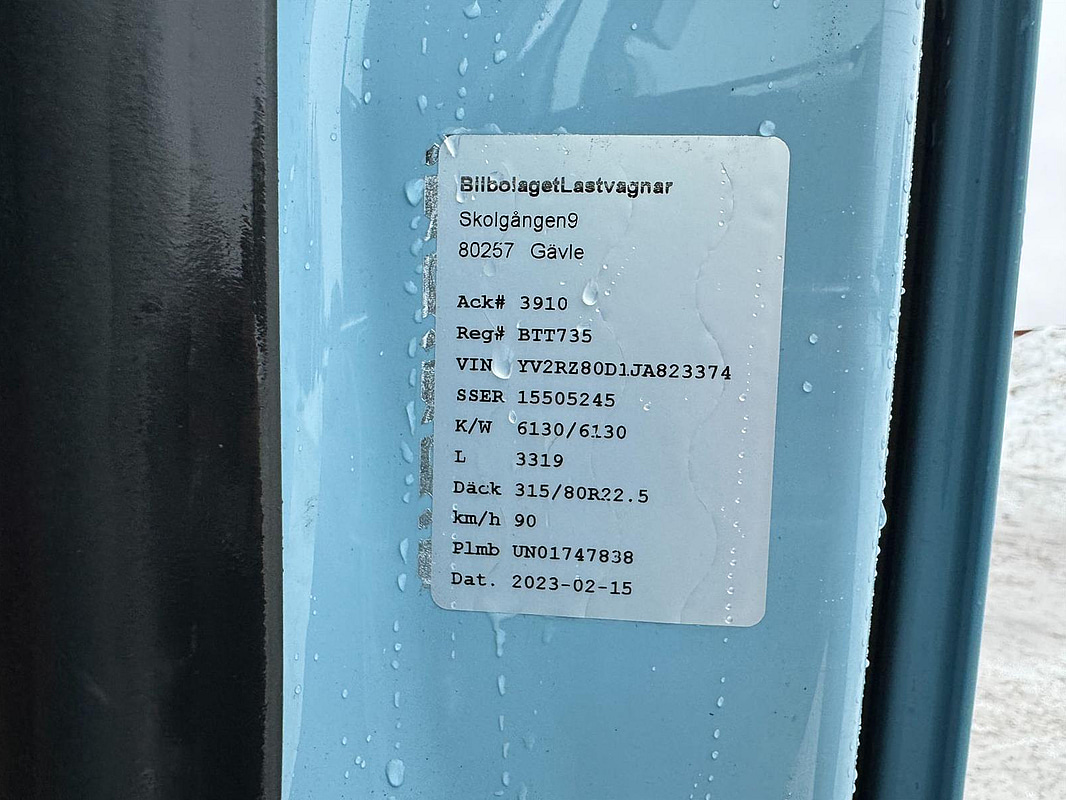 BilbolagetLastvagnar
Skolgången9
80257 Gävle
Ack# 3910
Reg# BTT735
VIN YV2RZ80D1JA823374
SSER 15505245
K/W 6130/6130
L 3319
Däck 315/80R22.5
km/h 90
Plmb UN01747838
Dat. 2023-02-15